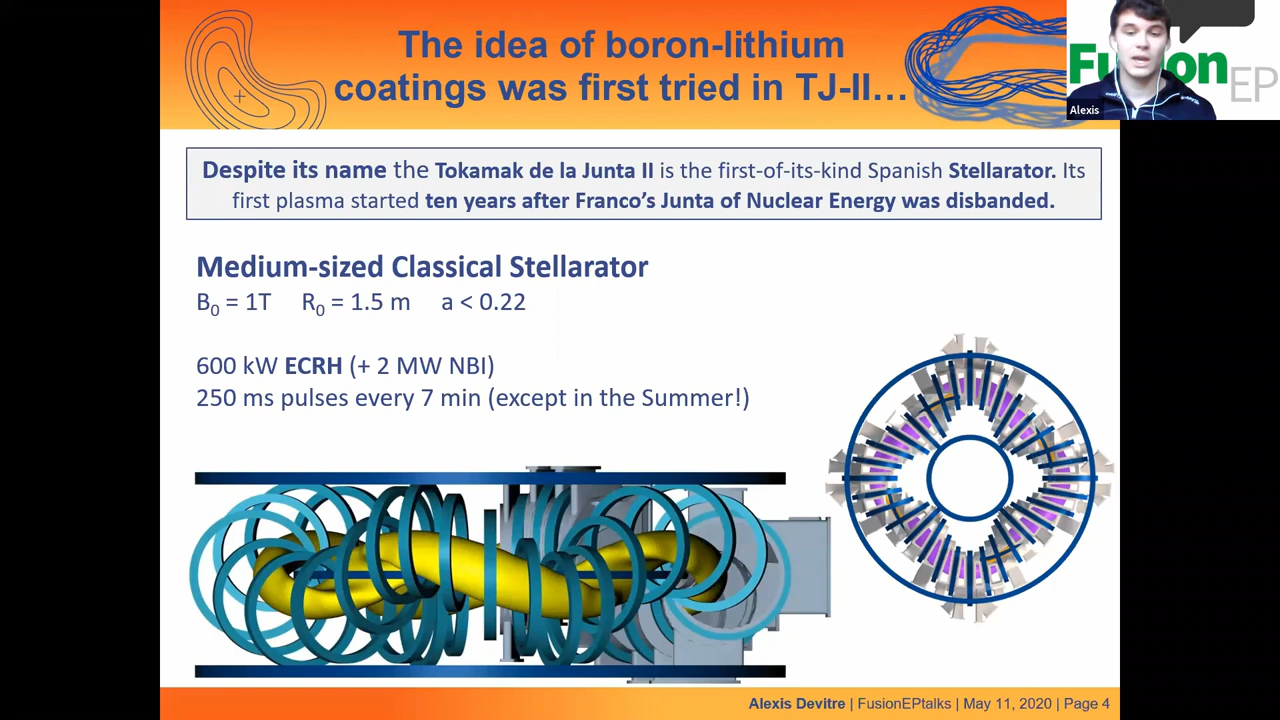 The idea of boron-lithium
coatings was first tried in TJ-II…
Alexis
EP
Despite its name the Tokamak de la Junta II is the first-of-its-kind Spanish Stellarator. Its
first plasma started ten years after Franco's Junta of Nuclear Energy was disbanded.
Medium-sized Classical Stellarator
B₀ = 1T R₀ = 1.5 m a < 0.22
600 kW ECRH (+ 2 MW NBI)
250 ms pulses every 7 min (except in the Summer!)
Alexis Devitre | FusionEPtalks | May 11, 2020 | Page 4